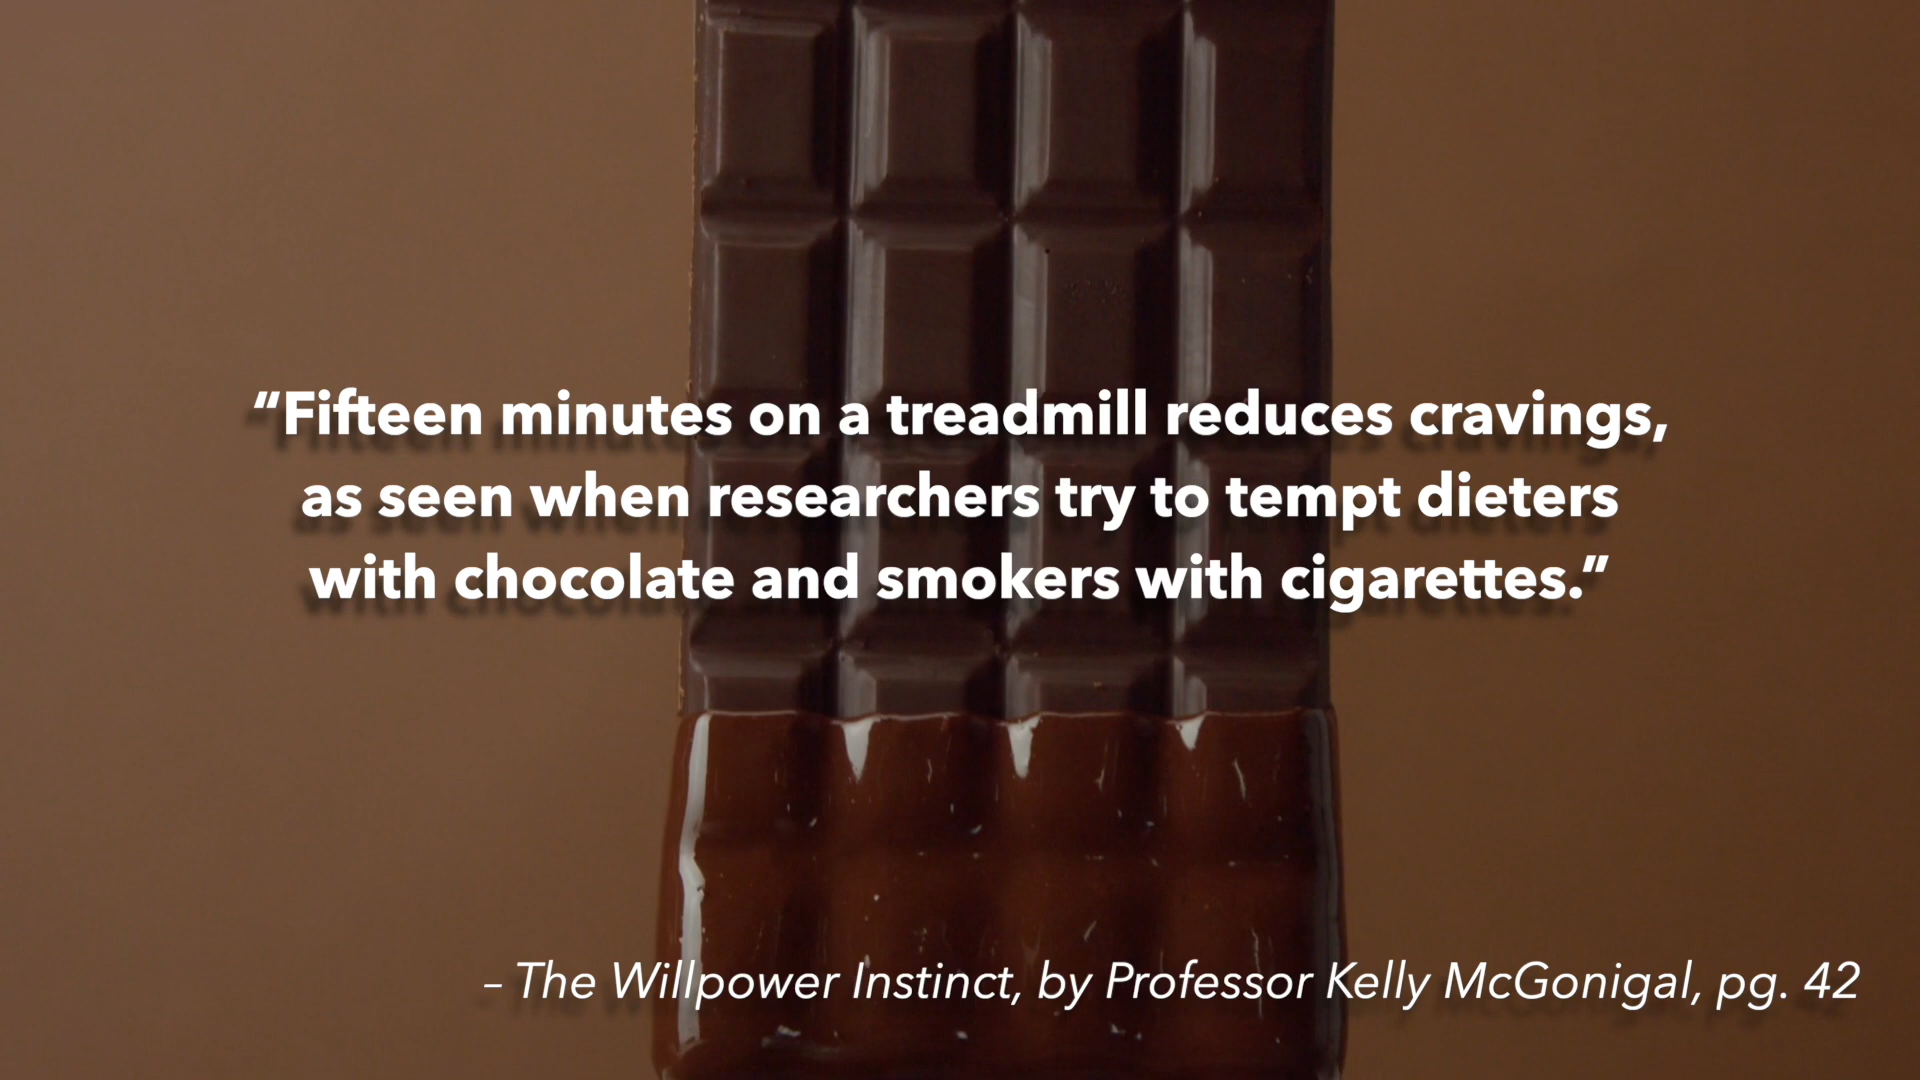 “Fifteen minutes on a treadmill reduces cravings,
as seen when researchers try to tempt dieters
with chocolate and smokers with cigarettes.”
– The Willpower Instinct, by Professor Kelly McGonigal, pg. 42